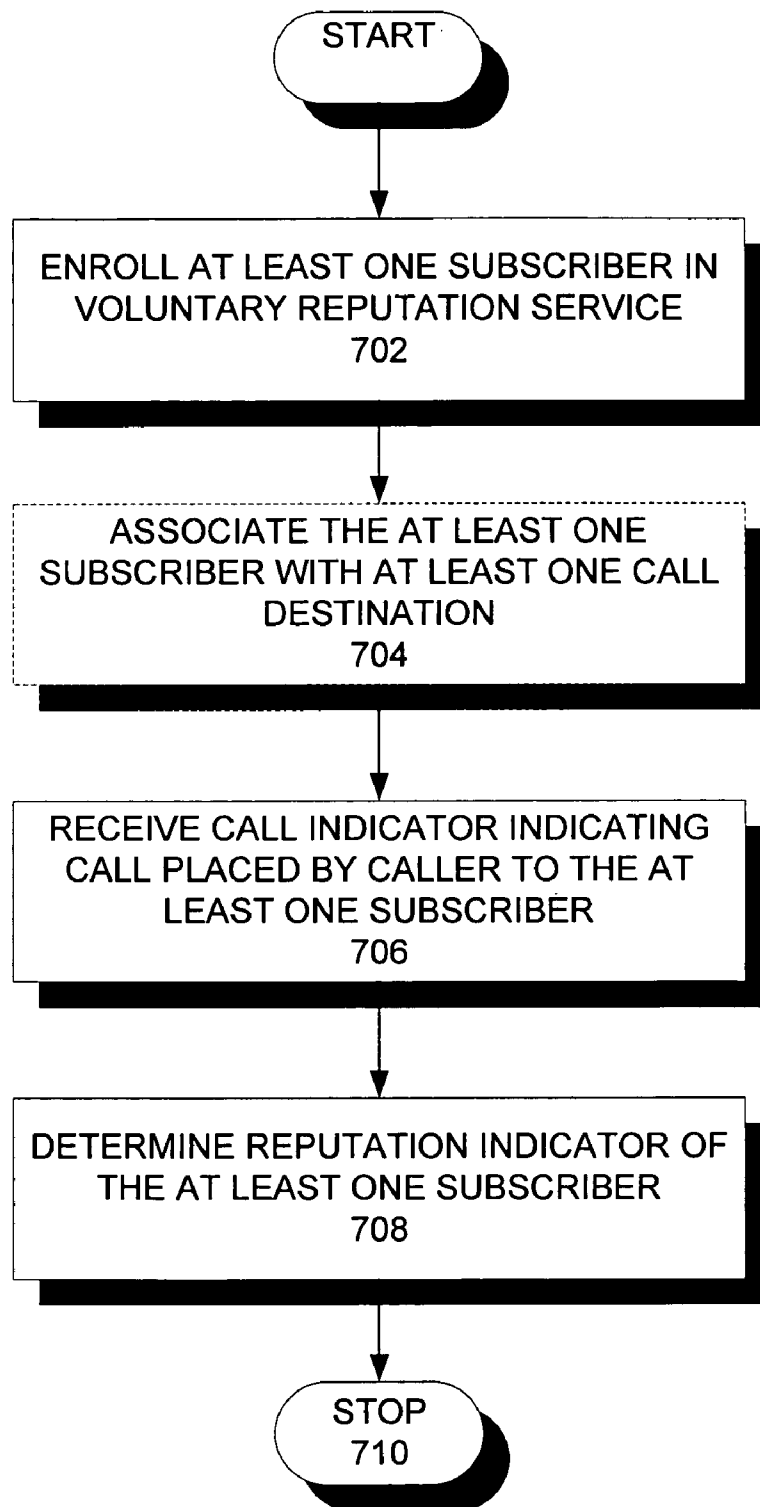 START
ENROLL AT LEAST ONE SUBSCRIBER IN
VOLUNTARY REPUTATION SERVICE
702
ASSOCIATE THE AT LEAST ONE
SUBSCRIBER WITH AT LEAST ONE CALL
DESTINATION
704
RECEIVE CALL INDICATOR INDICATING
CALL PLACED BY CALLER TO THE AT
LEAST ONE SUBSCRIBER
706
DETERMINE REPUTATION INDICATOR OF
THE AT LEAST ONE SUBSCRIBER
708
STOP
710